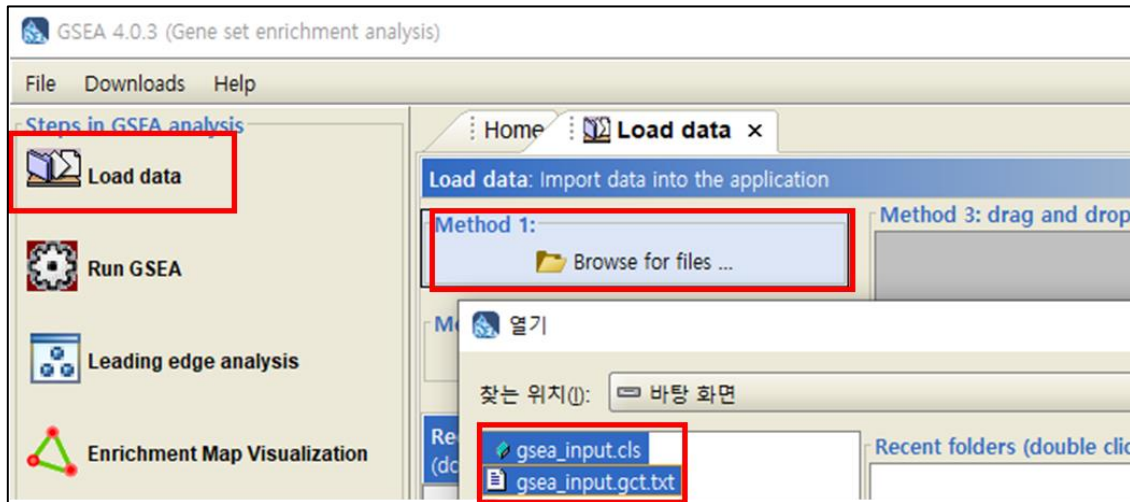 GSEA 4.0.3 (Gene set enrichment analysis)
File Downloads Help
Steps in GSEA analysis
Load data
Run GSEA
Leading edge analysis
Enrichment Map Visualization
Home Load data ×
Load data: Import data into the application
Method 1:
Browse for files ...
Method 3: drag and drop
열기
찾는 위치(I): 바탕 화면
gsea_input.cls
gsea_input.gct.txt
Recent folders (double clic